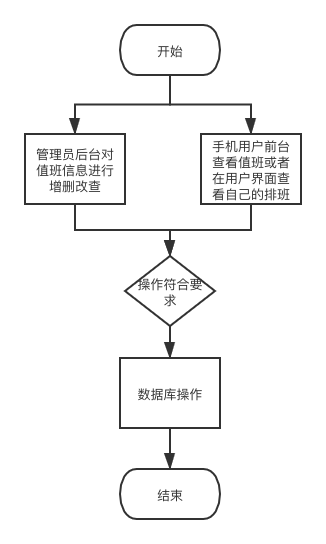 开始
管理员后台对
值班信息进行
增删改查
手机用户前台
查看值班或者
在用户界面查
看自己的排班
操作符合要
求
数据库操作
结束